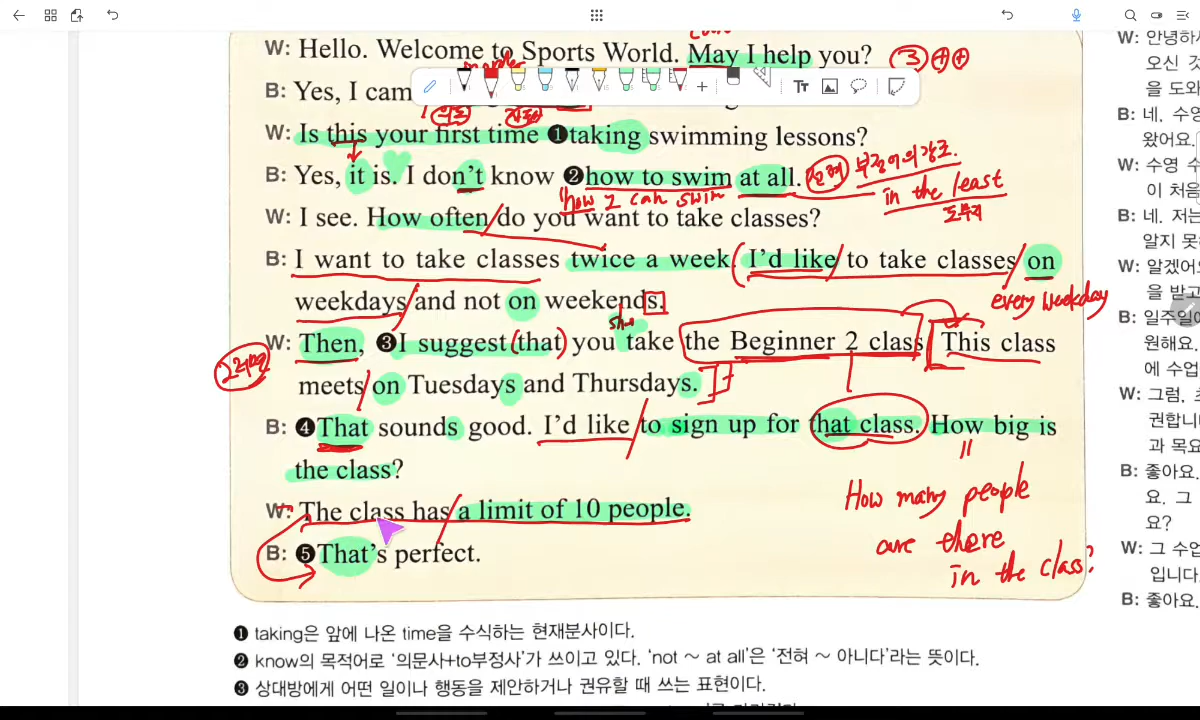 W: Hello. Welcome to Sports World. May I help you?
3
B: Yes, I cam
W: Is this your first time ❶taking swimming lessons?
B: Yes, it is. I don't know ❷how to swim at all.
전혀
부정어의 강조.
in the least
도무지
how I can swim
W: I see. How often do you want to take classes?
B: I want to take classes twice a week. I'd like to take classes on
weekdays and not on weekends.
every weekday
W: Then, ❸I suggest (that) you take the Beginner 2 class. This class
meets on Tuesdays and Thursdays.
B: ❹That sounds good. I'd like to sign up for that class. How big is
the class?
How many people
are there
in the class?
W: The class has a limit of 10 people.
B: ❺That's perfect.
❶ taking은 앞에 나온 time을 수식하는 현재분사이다.
❷ know의 목적어로 '의문사+to부정사'가 쓰이고 있다. 'not ~ at all'은 '전혀 ~ 아니다'라는 뜻이다.
❸ 상대방에게 어떤 일이나 행동을 제안하거나 권유할 때 쓰는 표현이다.
W: 안녕하
오신 것
을 도와
B: 네, 수영
왔어요.
W: 수영 수
이 처음
B: 네. 저는
알지 못
W: 알겠어
을 받고
B: 일주일
원해요.
에 수업
W: 그럼, 초
권합니
과 목요
B: 좋아요.
요. 그
요?
W: 그 수업
입니다.
B: 좋아요.